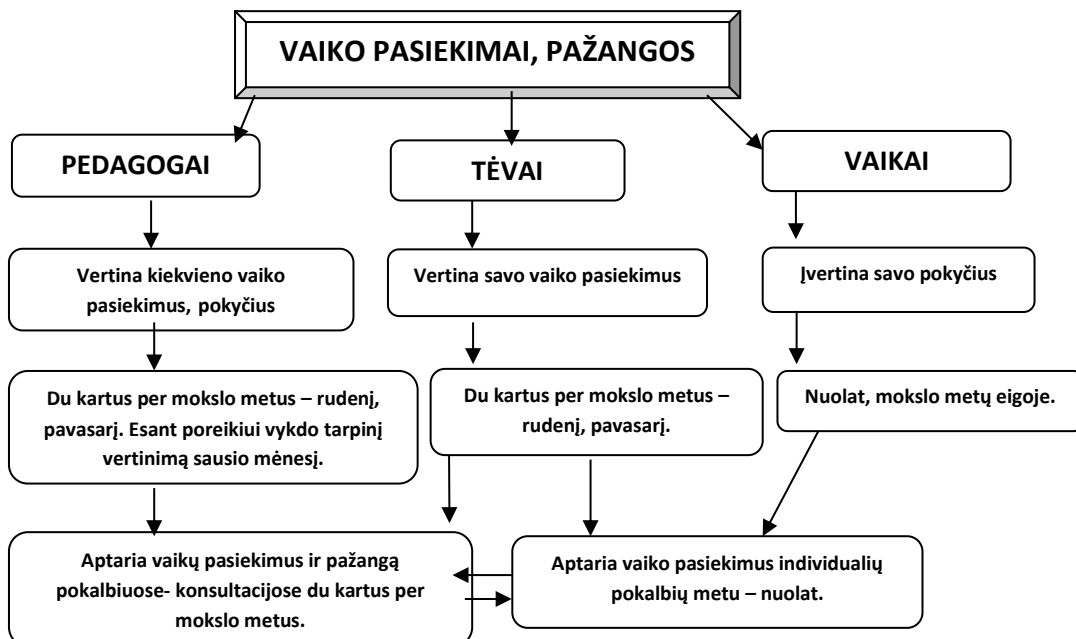 VAIKO PASIEKIMAI, PAŽANGOS
PEDAGOGAI
TĖVAI
VAIKAI
Vertina kiekvieno vaiko
pasiekimus, pokyčius
Vertina savo vaiko pasiekimus
Įvertina savo pokyčius
Du kartus per mokslo metus – rudenį,
pavasarį. Esant poreikiui vykdo tarpinį
vertinimą sausio mėnesį.
Du kartus per mokslo metus –
rudenį, pavasarį.
Nuolat, mokslo metų eigoje.
Aptaria vaikų pasiekimus ir pažangą
pokalbiuose- konsultacijose du kartus per
mokslo metus.
Aptaria vaiko pasiekimus individualių
pokalbių metu – nuolat.